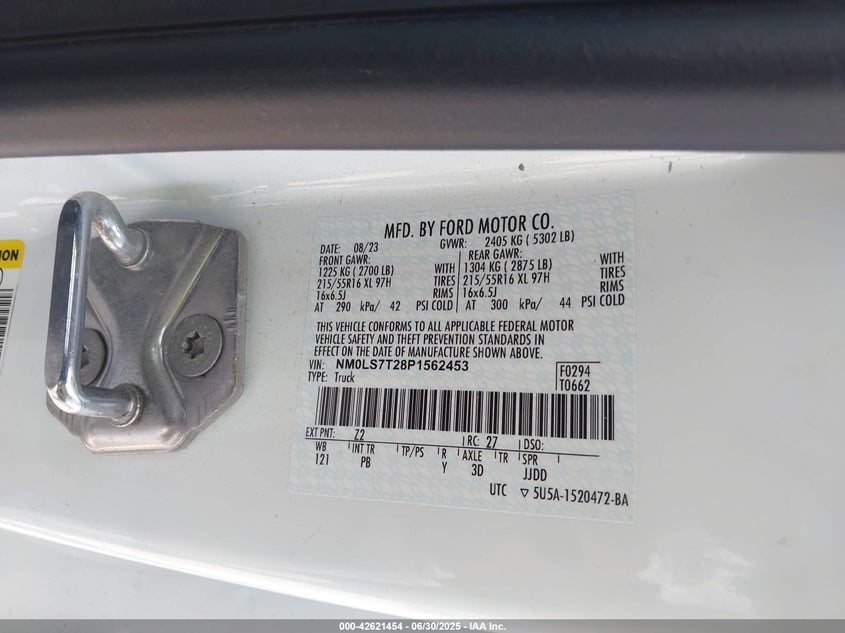 MFD. BY FORD MOTOR CO.
DATE: 08/23 GVWR: 2405 KG ( 5302 LB)
FRONT GAWR: REAR GAWR:
1225 KG ( 2700 LB) WITH 1304 KG ( 2875 LB) WITH
215/55R16 XL 97H TIRES 215/55R16 XL 97H TIRES
16x6.5J RIMS 16x6.5J RIMS
AT 290 kPa/ 42 PSI COLD AT 300 kPa/ 44 PSI COLD
THIS VEHICLE CONFORMS TO ALL APPLICABLE FEDERAL MOTOR
VEHICLE SAFETY AND THEFT PREVENTION STANDARDS IN
EFFECT ON THE DATE OF MANUFACTURE SHOWN ABOVE.
VIN: NM0LS7T28P1562453 F0294
TYPE: Truck T0662
EXT PNT: Z2 RC: 27 DSO:
WB INT TR TP/PS R AXLE TR SPR
121 PB Y 3D JJDD
UTC ▽ 5U5A-1520472-BA
ION
000-42621454 - 06/30/2025 - IAA Inc.